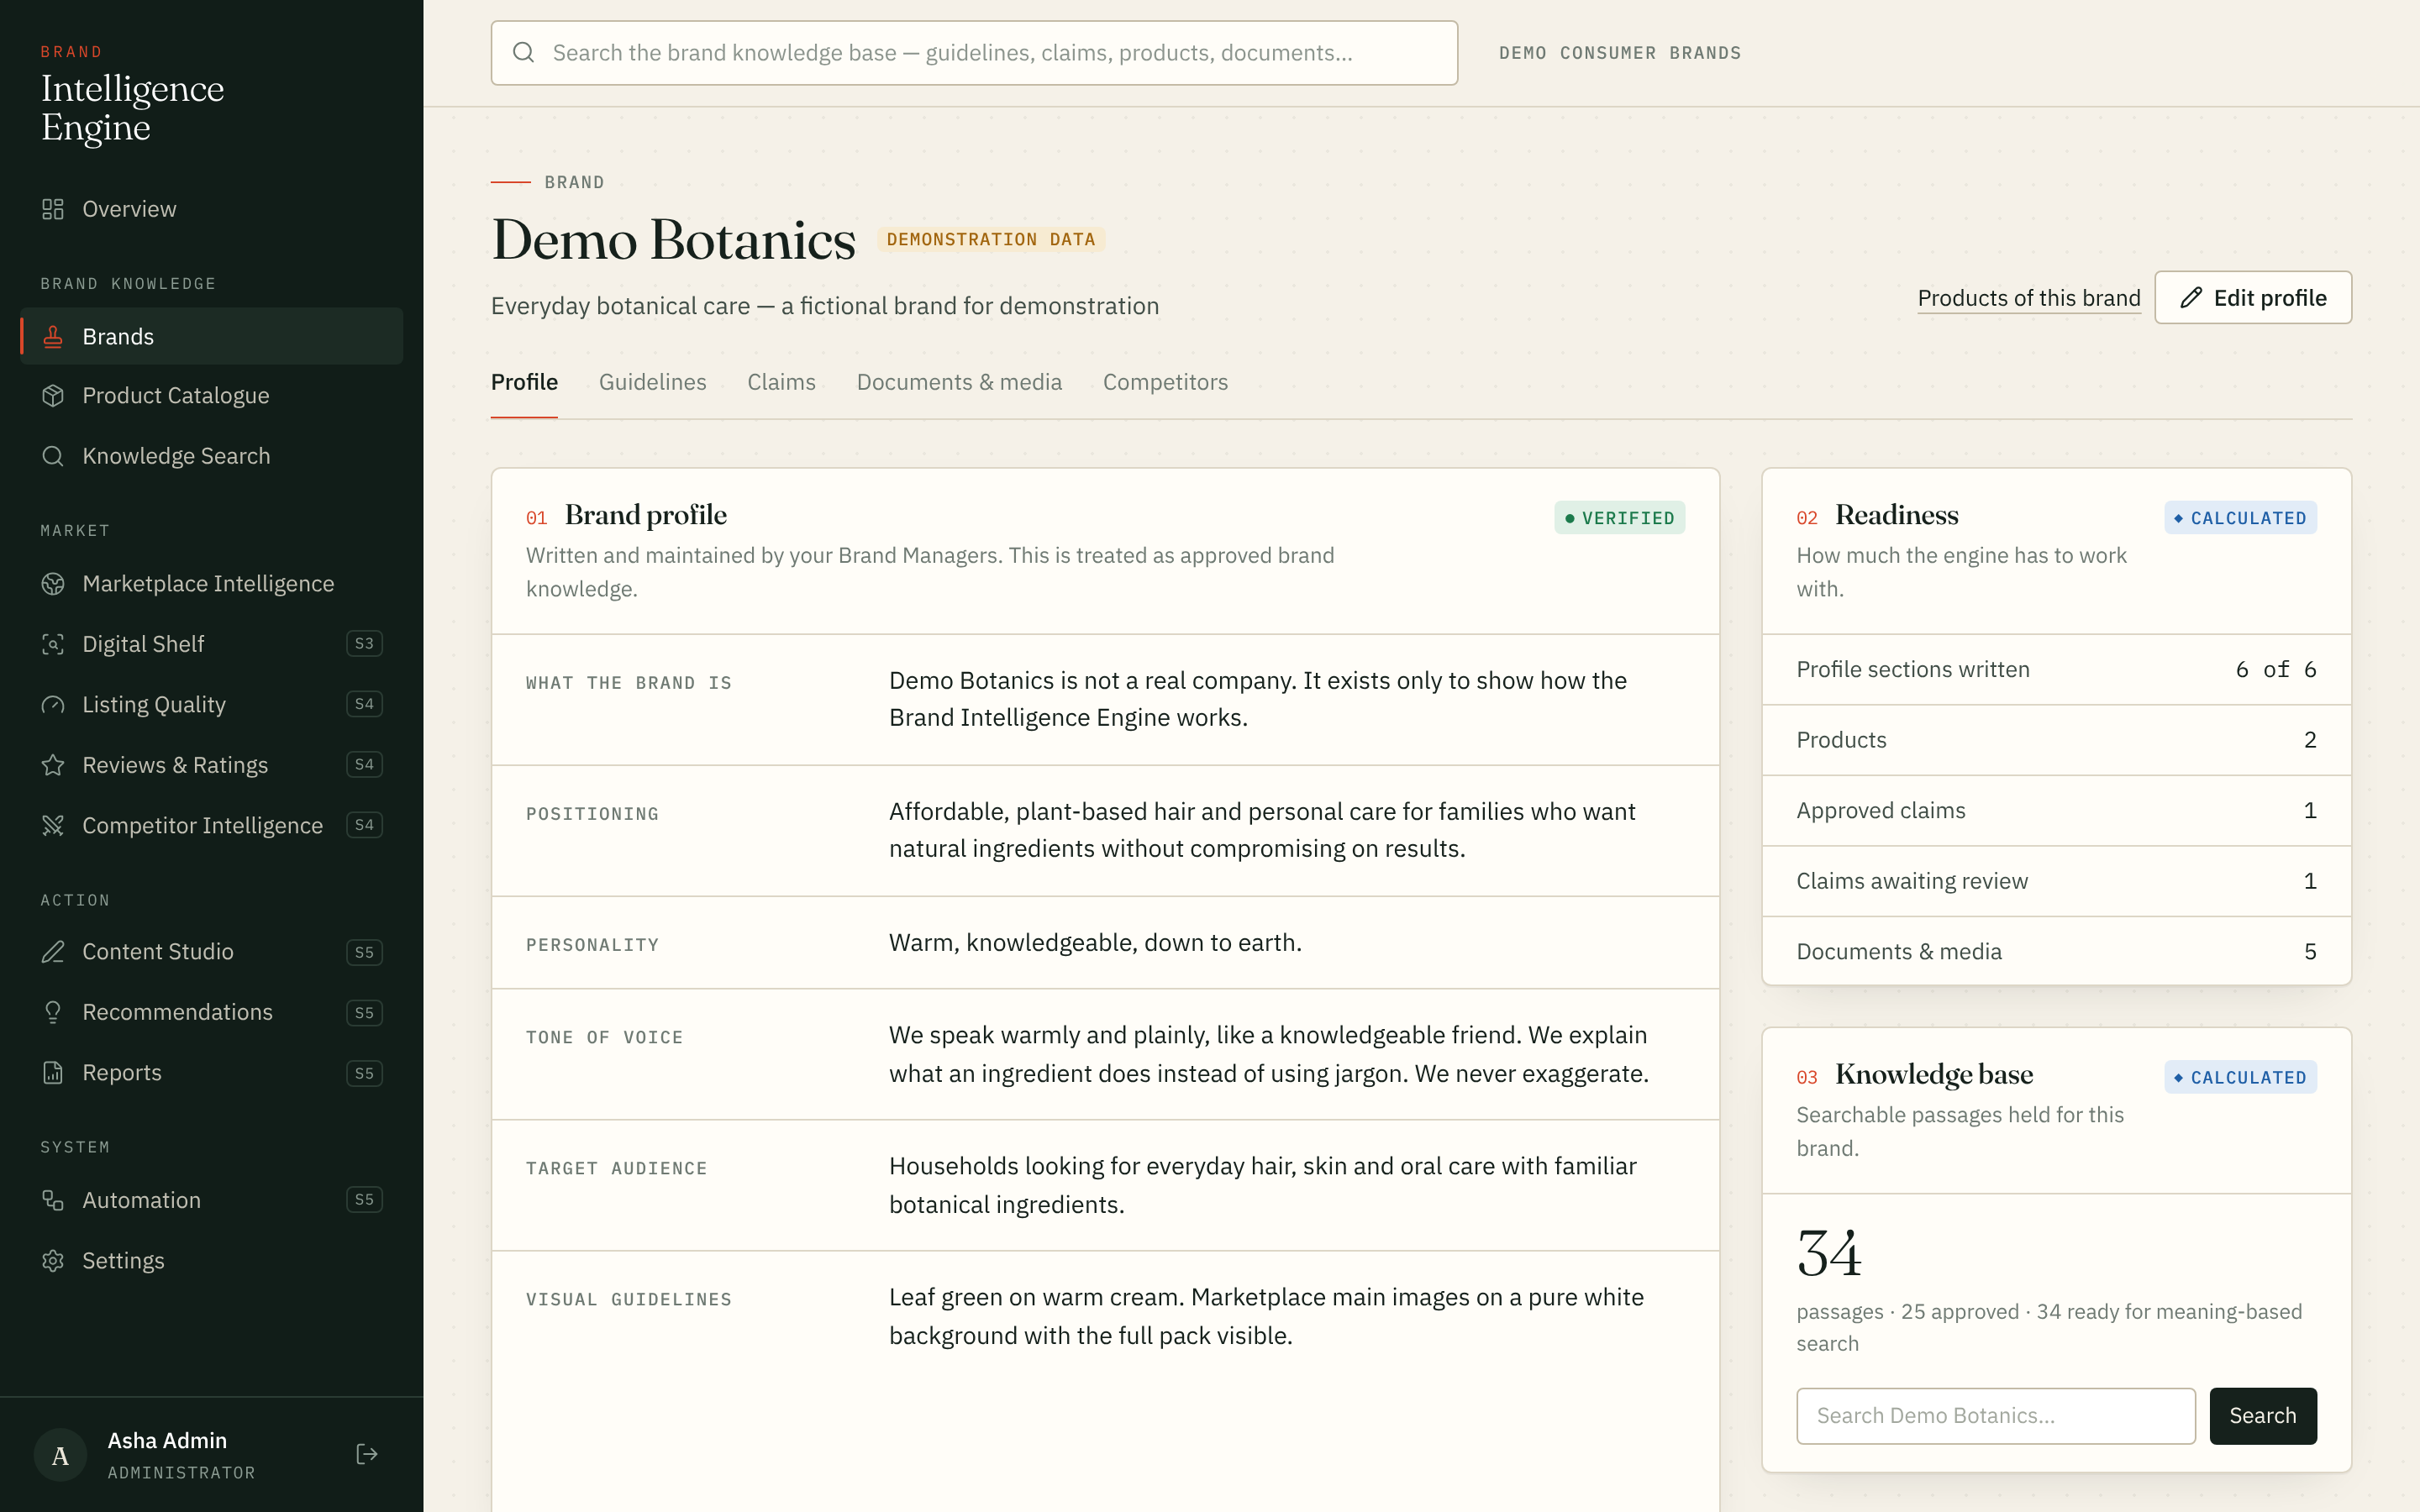 BRAND
Intelligence
Engine
Overview
BRAND KNOWLEDGE
Brands
Product Catalogue
Knowledge Search
MARKET
Marketplace Intelligence
Digital Shelf S3
Listing Quality S4
Reviews & Ratings S4
Competitor Intelligence S4
ACTION
Content Studio S5
Recommendations S5
Reports S5
SYSTEM
Automation S5
Settings
A
Asha Admin
ADMINISTRATOR
Search the brand knowledge base — guidelines, claims, products, documents...
DEMO CONSUMER BRANDS
BRAND
Demo Botanics DEMONSTRATION DATA
Everyday botanical care — a fictional brand for demonstration
Products of this brand Edit profile
Profile Guidelines Claims Documents & media Competitors
01 Brand profile VERIFIED
Written and maintained by your Brand Managers. This is treated as approved brand
knowledge.
WHAT THE BRAND IS
Demo Botanics is not a real company. It exists only to show how the
Brand Intelligence Engine works.
POSITIONING
Affordable, plant-based hair and personal care for families who want
natural ingredients without compromising on results.
PERSONALITY
Warm, knowledgeable, down to earth.
TONE OF VOICE
We speak warmly and plainly, like a knowledgeable friend. We explain
what an ingredient does instead of using jargon. We never exaggerate.
TARGET AUDIENCE
Households looking for everyday hair, skin and oral care with familiar
botanical ingredients.
VISUAL GUIDELINES
Leaf green on warm cream. Marketplace main images on a pure white
background with the full pack visible.
02 Readiness CALCULATED
How much the engine has to work
with.
Profile sections written 6 of 6
Products 2
Approved claims 1
Claims awaiting review 1
Documents & media 5
03 Knowledge base CALCULATED
Searchable passages held for this
brand.
34
passages · 25 approved · 34 ready for meaning-based
search
Search Demo Botanics... Search